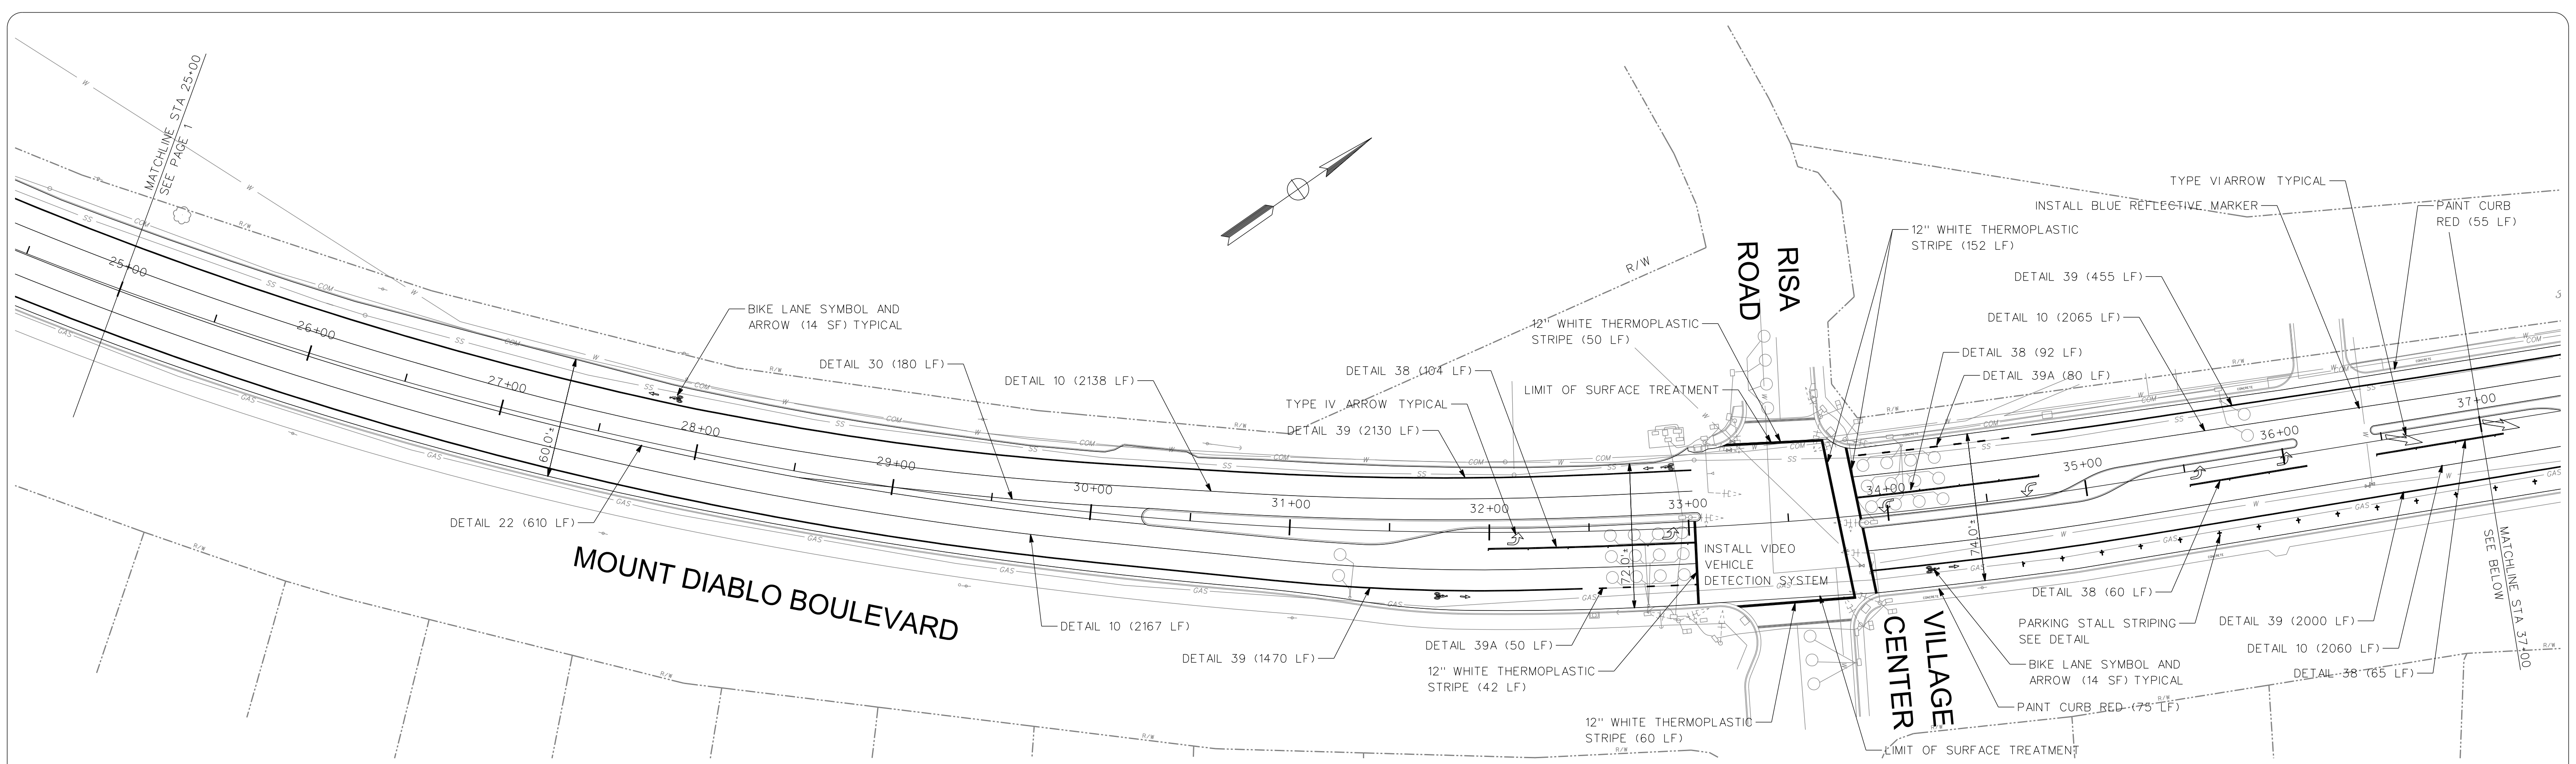 MATCHLINE STA 25+00
SEE PAGE 1
25+00
26+00
27+00
28+00
29+00
30+00
31+00
32+00
33+00
34+00
35+00
36+00
37+00
60'0"±
72'0"±
74'0"±
BIKE LANE SYMBOL AND
ARROW (14 SF) TYPICAL
DETAIL 30 (180 LF)
DETAIL 10 (2138 LF)
DETAIL 38 (104 LF)
TYPE IV ARROW TYPICAL
DETAIL 39 (2130 LF)
12" WHITE THERMOPLASTIC
STRIPE (50 LF)
LIMIT OF SURFACE TREATMENT
R/W
RISA
ROAD
12" WHITE THERMOPLASTIC
STRIPE (152 LF)
TYPE VI ARROW TYPICAL
INSTALL BLUE REFLECTIVE MARKER
PAINT CURB
RED (55 LF)
DETAIL 39 (455 LF)
DETAIL 10 (2065 LF)
DETAIL 38 (92 LF)
DETAIL 39A (80 LF)
DETAIL 22 (610 LF)
MOUNT DIABLO BOULEVARD
DETAIL 10 (2167 LF)
DETAIL 39 (1470 LF)
DETAIL 39A (50 LF)
12" WHITE THERMOPLASTIC
STRIPE (42 LF)
INSTALL VIDEO
VEHICLE
DETECTION SYSTEM
12" WHITE THERMOPLASTIC
STRIPE (60 LF)
VILLAGE
CENTER
LIMIT OF SURFACE TREATMENT
PAINT CURB RED (75 LF)
BIKE LANE SYMBOL AND
ARROW (14 SF) TYPICAL
PARKING STALL STRIPING
SEE DETAIL
DETAIL 38 (60 LF)
DETAIL 39 (2000 LF)
DETAIL 10 (2060 LF)
DETAIL 38 (65 LF)
MATCHLINE STA 37+00
SEE BELOW
W
COM
SS
GAS
R/W
CONCRETE